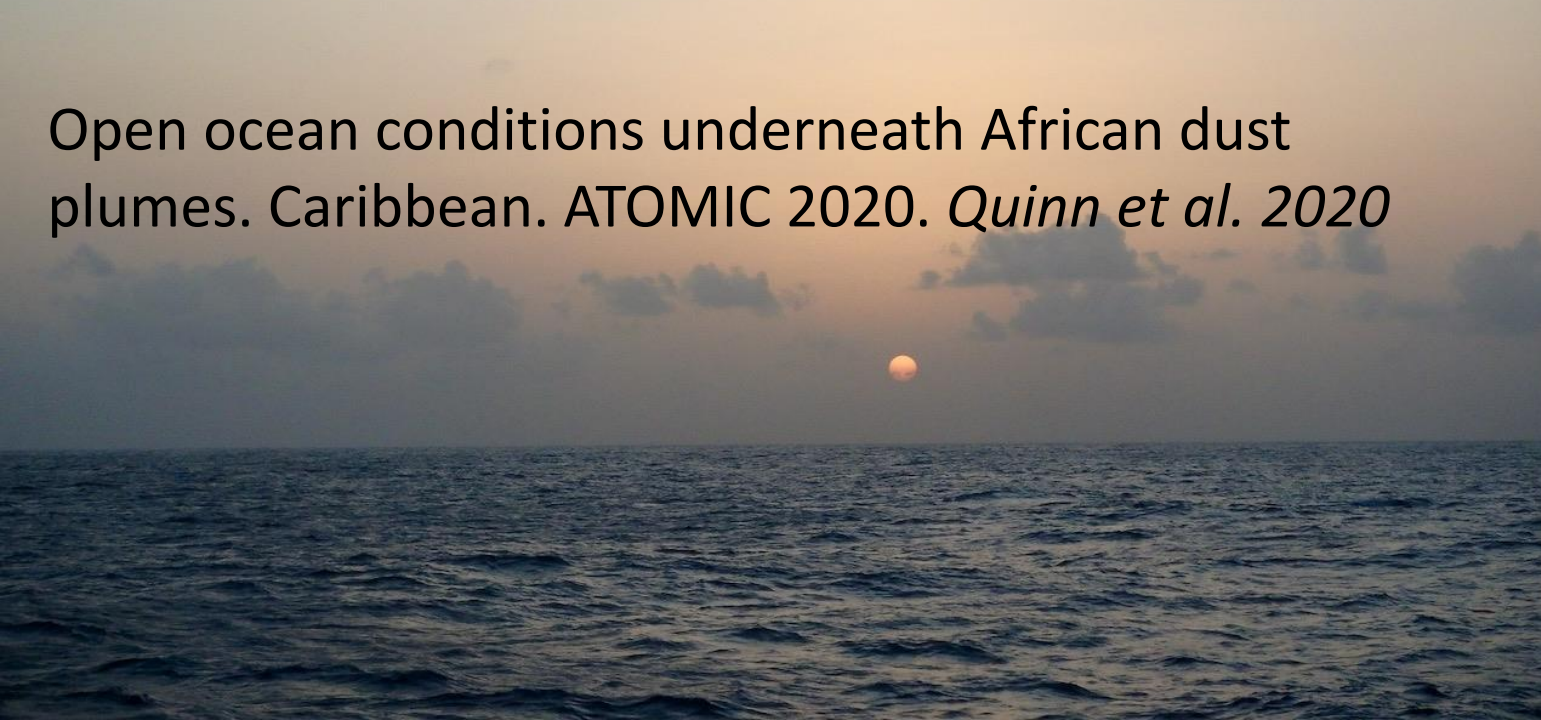 Open ocean conditions underneath African dust
plumes. Caribbean. ATOMIC 2020. Quinn et al. 2020